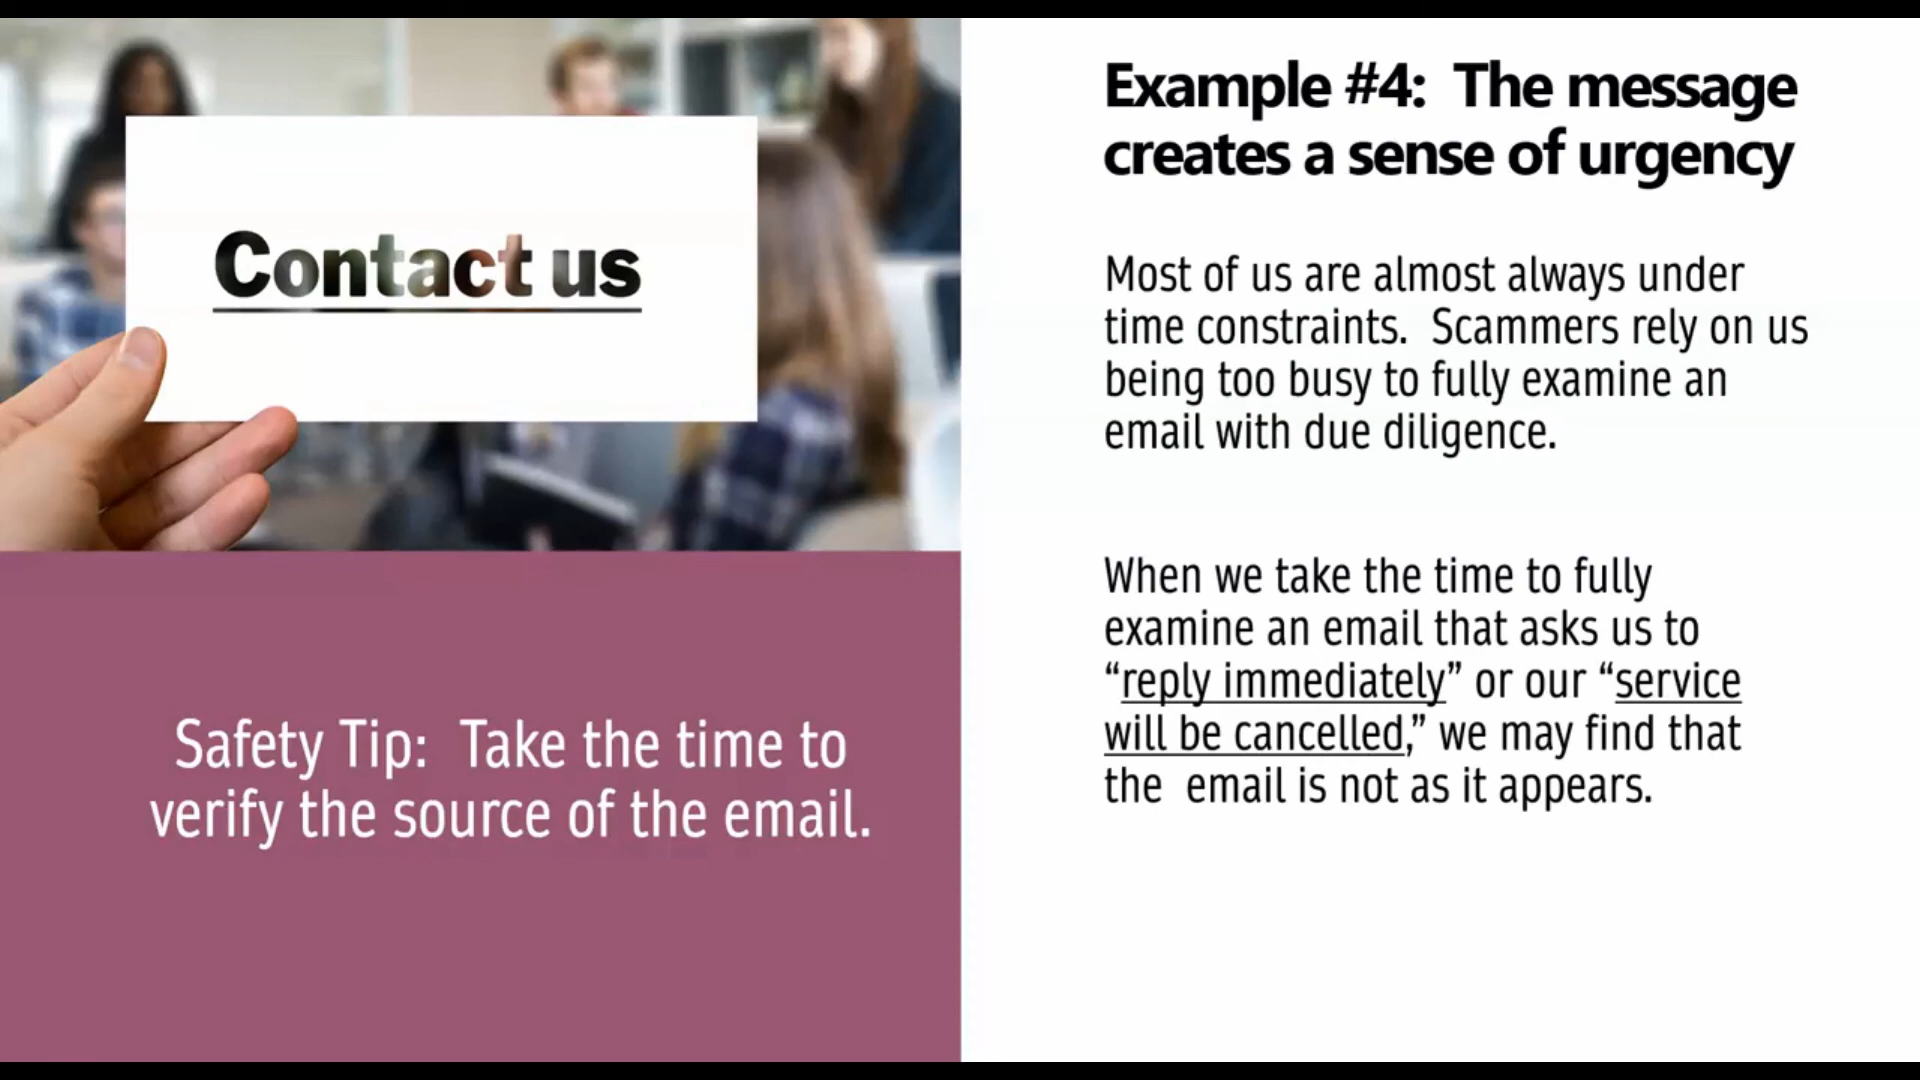 Contact us
Safety Tip:  Take the time to
verify the source of the email.
Example #4:  The message
creates a sense of urgency
Most of us are almost always under
time constraints.  Scammers rely on us
being too busy to fully examine an
email with due diligence.
When we take the time to fully
examine an email that asks us to
“reply immediately” or our “service
will be cancelled,” we may find that
the  email is not as it appears.